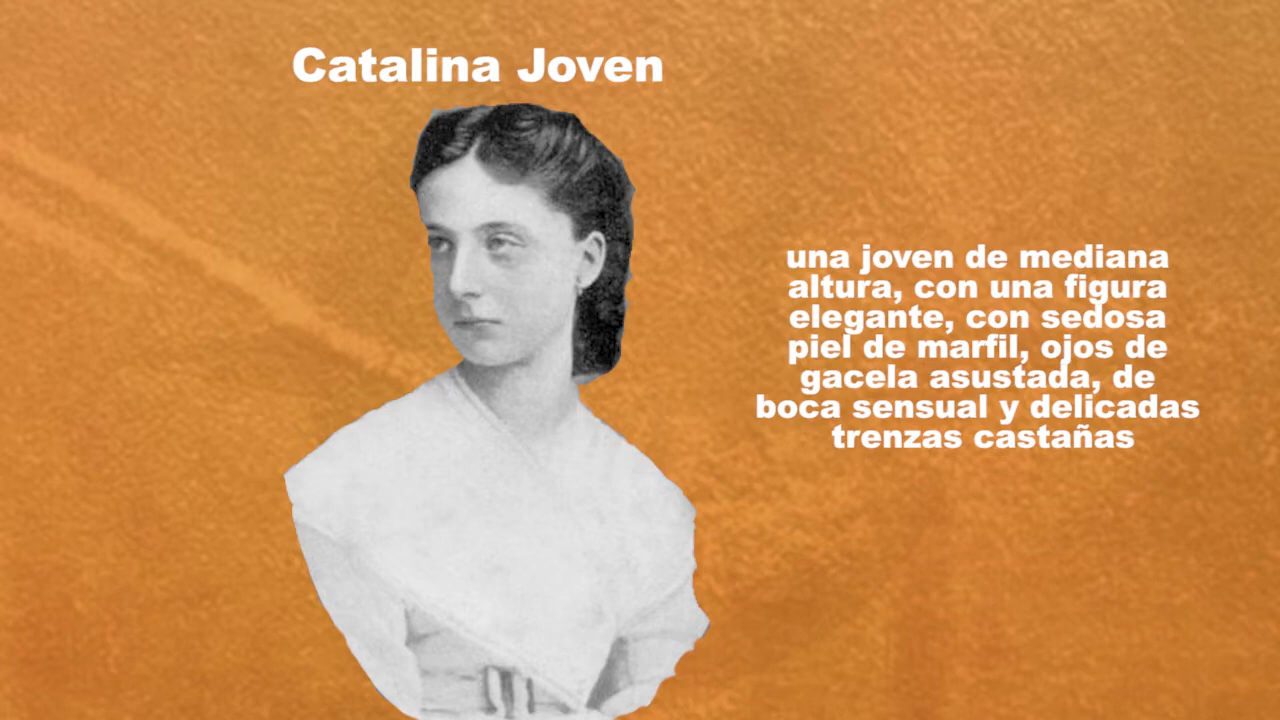 Catalina Joven
una joven de mediana
altura, con una figura
elegante, con sedosa
piel de marfil, ojos de
gacela asustada, de
boca sensual y delicadas
trenzas castañas